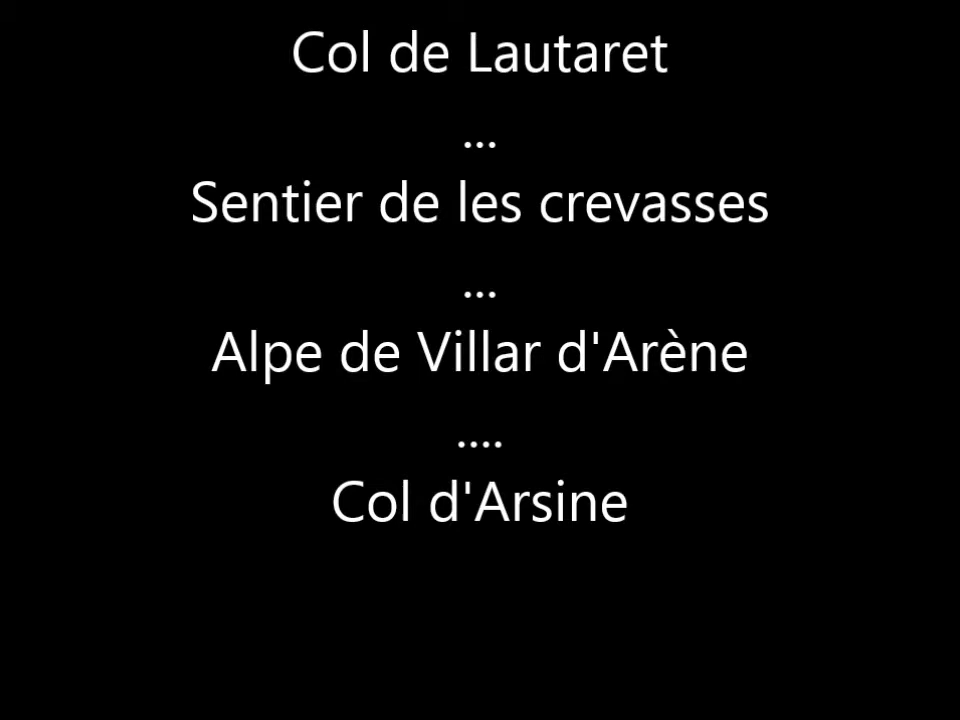 Col de Lautaret
...
Sentier de les crevasses
...
Alpe de Villar d'Arène
....
Col d'Arsine